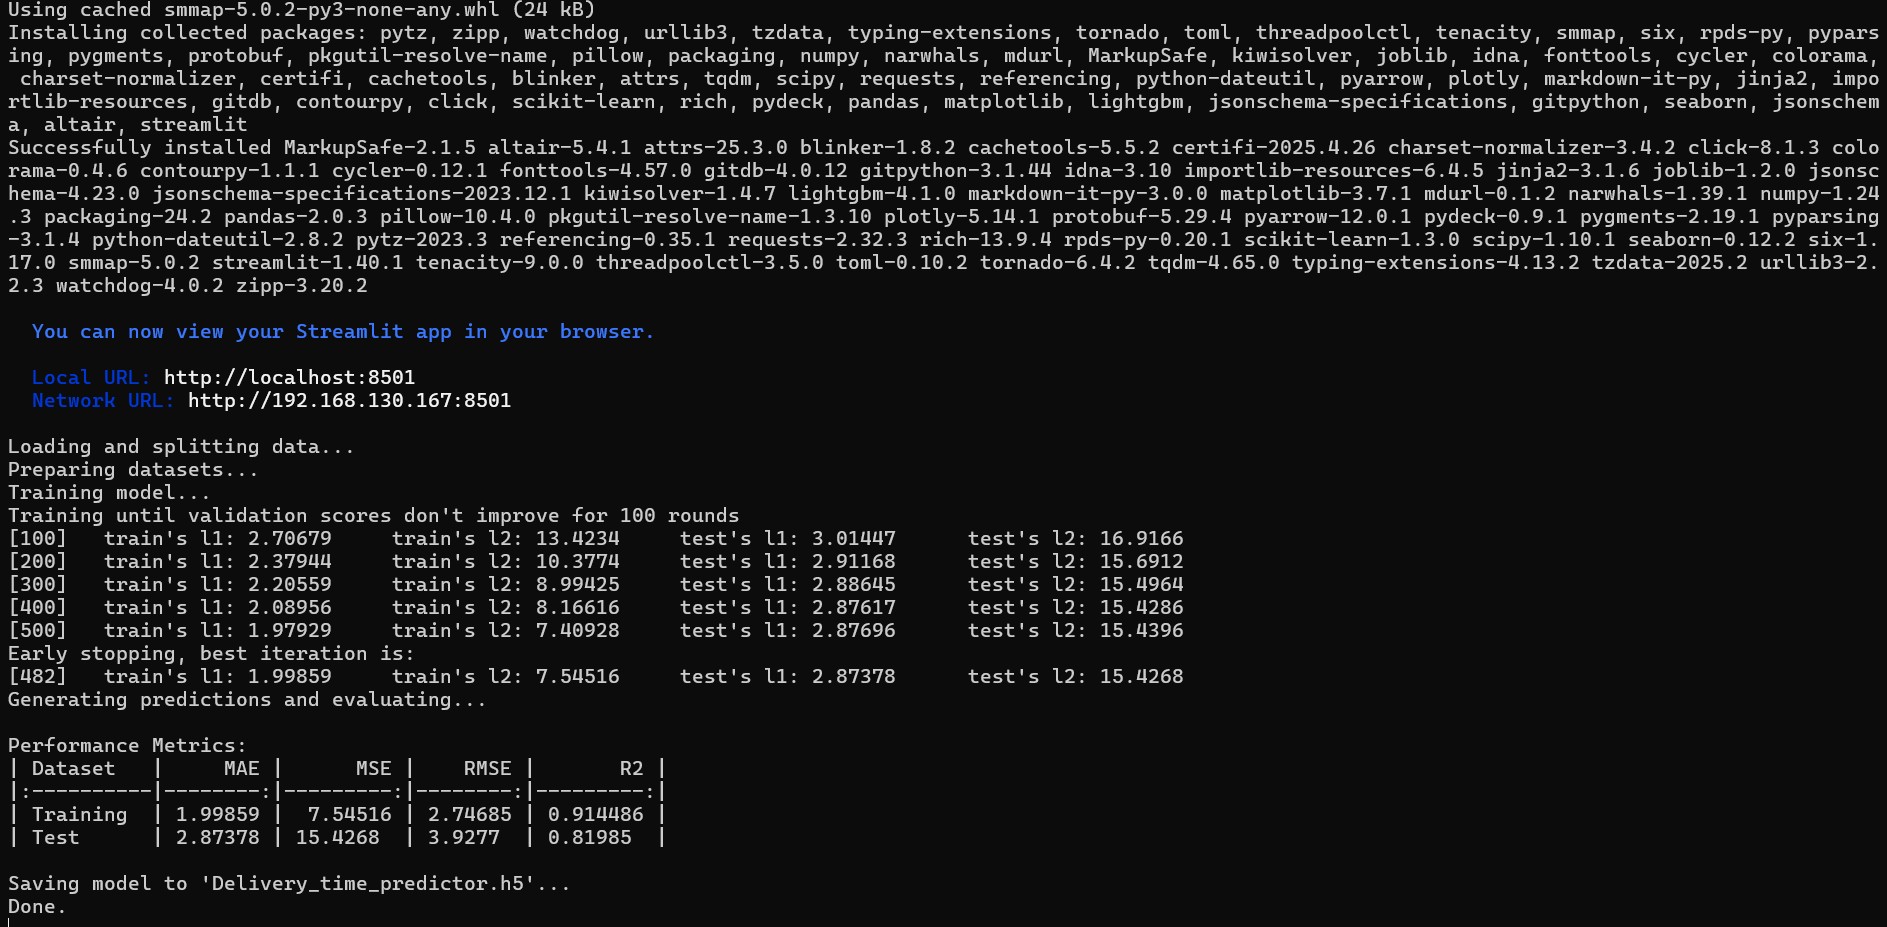 Using cached smmap-5.0.2-py3-none-any.whl (24 kB)
Installing collected packages: pytz, zipp, watchdog, urllib3, tzdata, typing-extensions, tornado, toml, threadpoolctl, tenacity, smmap, six, rpds-py, pypars
ing, pygments, protobuf, pkgutil-resolve-name, pillow, packaging, numpy, narwhals, mdurl, MarkupSafe, kiwisolver, joblib, idna, fonttools, cycler, colorama,
 charset-normalizer, certifi, cachetools, blinker, attrs, tqdm, scipy, requests, referencing, python-dateutil, pyarrow, plotly, markdown-it-py, jinja2, impo
rtlib-resources, gitdb, contourpy, click, scikit-learn, rich, pydeck, pandas, matplotlib, lightgbm, jsonschema-specifications, gitpython, seaborn, jsonschem
a, altair, streamlit
Successfully installed MarkupSafe-2.1.5 altair-5.4.1 attrs-25.3.0 blinker-1.8.2 cachetools-5.5.2 certifi-2025.4.26 charset-normalizer-3.4.2 click-8.1.3 colo
rama-0.4.6 contourpy-1.1.1 cycler-0.12.1 fonttools-4.57.0 gitdb-4.0.12 gitpython-3.1.44 idna-3.10 importlib-resources-6.4.5 jinja2-3.1.6 joblib-1.2.0 jsonsc
hema-4.23.0 jsonschema-specifications-2023.12.1 kiwisolver-1.4.7 lightgbm-4.1.0 markdown-it-py-3.0.0 matplotlib-3.7.1 mdurl-0.1.2 narwhals-1.39.1 numpy-1.24
.3 packaging-24.2 pandas-2.0.3 pillow-10.4.0 pkgutil-resolve-name-1.3.10 plotly-5.14.1 protobuf-5.29.4 pyarrow-12.0.1 pydeck-0.9.1 pygments-2.19.1 pyparsing
-3.1.4 python-dateutil-2.8.2 pytz-2023.3 referencing-0.35.1 requests-2.32.3 rich-13.9.4 rpds-py-0.20.1 scikit-learn-1.3.0 scipy-1.10.1 seaborn-0.12.2 six-1.
17.0 smmap-5.0.2 streamlit-1.40.1 tenacity-9.0.0 threadpoolctl-3.5.0 toml-0.10.2 tornado-6.4.2 tqdm-4.65.0 typing-extensions-4.13.2 tzdata-2025.2 urllib3-2.
2.3 watchdog-4.0.2 zipp-3.20.2
You can now view your Streamlit app in your browser.
Local URL: http://localhost:8501
Network URL: http://192.168.130.167:8501
Loading and splitting data...
Preparing datasets...
Training model...
Training until validation scores don't improve for 100 rounds
[100]   train's l1: 2.70679     train's l2: 13.4234     test's l1: 3.01447      test's l2: 16.9166
[200]   train's l1: 2.37944     train's l2: 10.3774     test's l1: 2.91168      test's l2: 15.6912
[300]   train's l1: 2.20559     train's l2: 8.99425     test's l1: 2.88645      test's l2: 15.4964
[400]   train's l1: 2.08956     train's l2: 8.16616     test's l1: 2.87617      test's l2: 15.4286
[500]   train's l1: 1.97929     train's l2: 7.40928     test's l1: 2.87696      test's l2: 15.4396
Early stopping, best iteration is:
[482]   train's l1: 1.99859     train's l2: 7.54516     test's l1: 2.87378      test's l2: 15.4268
Generating predictions and evaluating...
Performance Metrics:
| Dataset   |     MAE |      MSE |    RMSE |       R2 |
|:----------|--------:|---------:|--------:|---------:|
| Training  | 1.99859 |  7.54516 | 2.74685 | 0.914486 |
| Test      | 2.87378 | 15.4268  | 3.9277  | 0.81985  |
Saving model to 'Delivery_time_predictor.h5'...
Done.